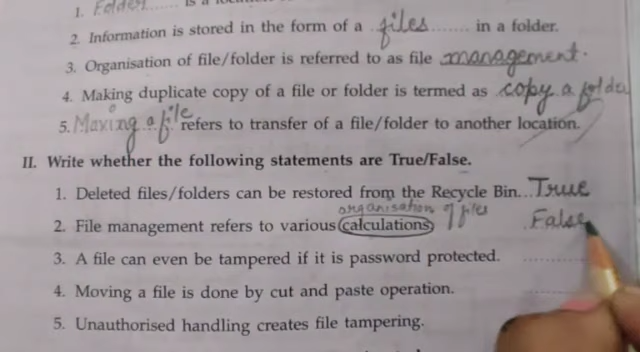 1. Folder...... is a
2. Information is stored in the form of a files....... in a folder.
3. Organisation of file/folder is referred to as file management.
4. Making duplicate copy of a file or folder is termed as copy a folder
5. Moving a file refers to transfer of a file/folder to another location.
II. Write whether the following statements are True/False.
1. Deleted files/folders can be restored from the Recycle Bin...True
organisation of files
2. File management refers to various calculations False
3. A file can even be tampered if it is password protected. ............
4. Moving a file is done by cut and paste operation. ............
5. Unauthorised handling creates file tampering.